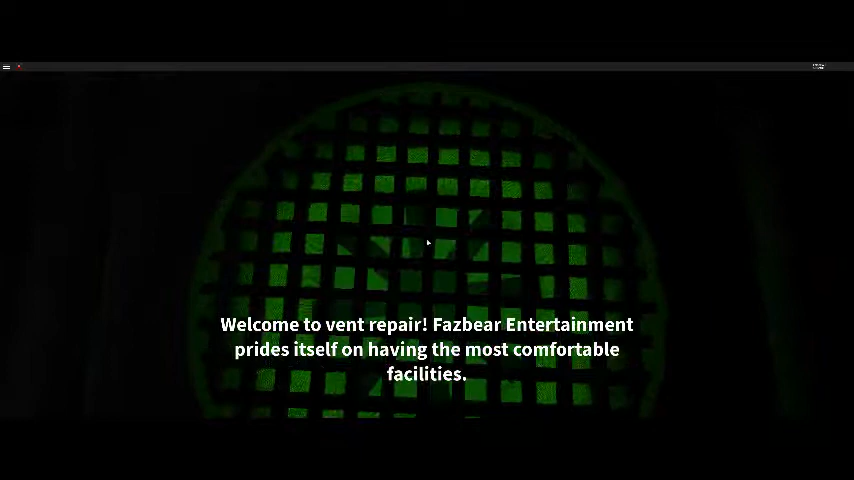 Welcome to vent repair! Fazbear Entertainment
prides itself on having the most comfortable
facilities.